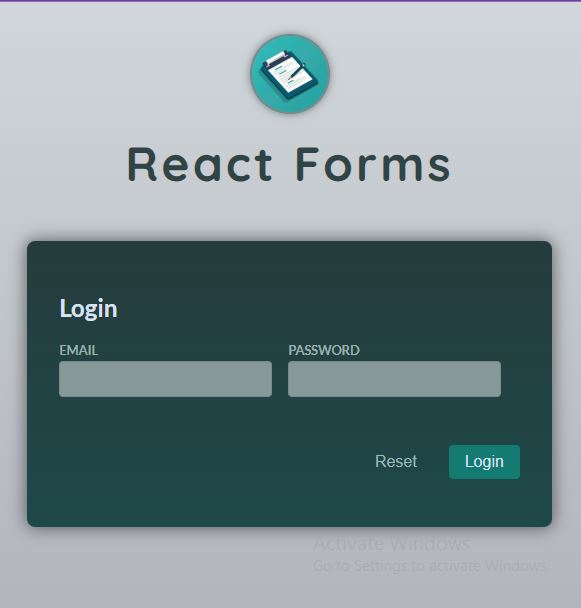 React Forms
Login
EMAIL PASSWORD
Reset Login
Activate Windows
Go to Settings to activate Windows.